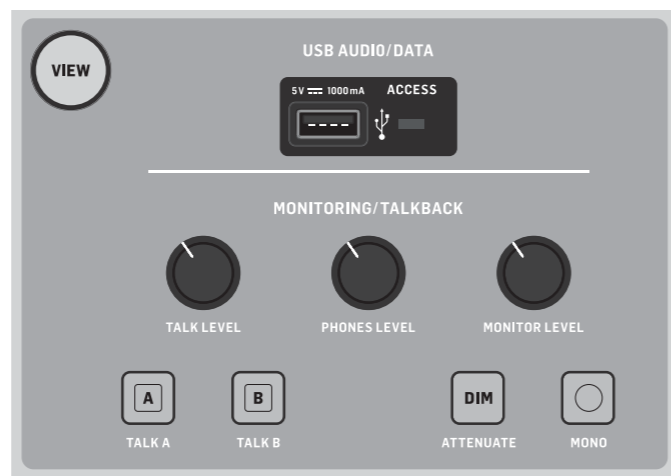 VIEW
USB AUDIO/DATA
5V 1000mA ACCESS
MONITORING/TALKBACK
TALK LEVEL PHONES LEVEL MONITOR LEVEL
A B DIM
TALK A TALK B ATTENUATE MONO